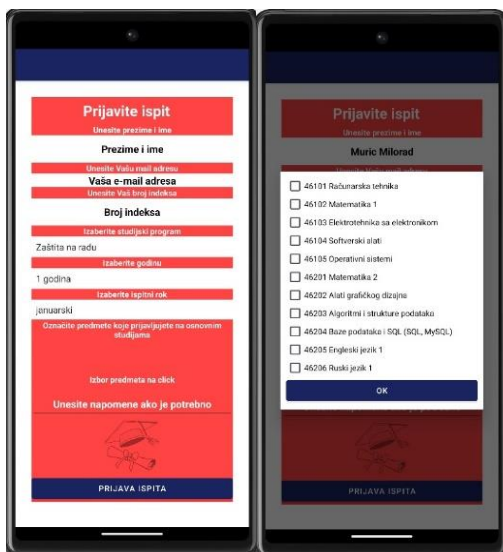 Prijavite ispit
Unesite prezime i ime
Prezime i ime
Unesite Vašu mail adresu
Vaša e-mail adresa
Unesite Vaš broj indeksa
Broj indeksa
Izaberite studijski program
Zaštita na radu
Izaberite godinu
1 godina
Izaberite ispitni rok
januarski
Označite predmete koje prijavljujete na osnovnim
studijama
Izbor predmeta na click
Unesite napomene ako je potrebno
PRIJAVA ISPITA
Prijavite ispit
Unesite prezime i ime
Muric Milorad
46101 Računarska tehnika
46102 Matematika 1
46103 Elektrotehnika sa elektronikom
46104 Softverski alati
46105 Operativni sistemi
46201 Matematika 2
46202 Alati grafičkog dizajna
46203 Algoritmi i strukture podataka
46204 Baze podataka i SQL (SQL, MySQL)
46205 Engleski jezik 1
46206 Ruski jezik 1
OK
PRIJAVA ISPITA